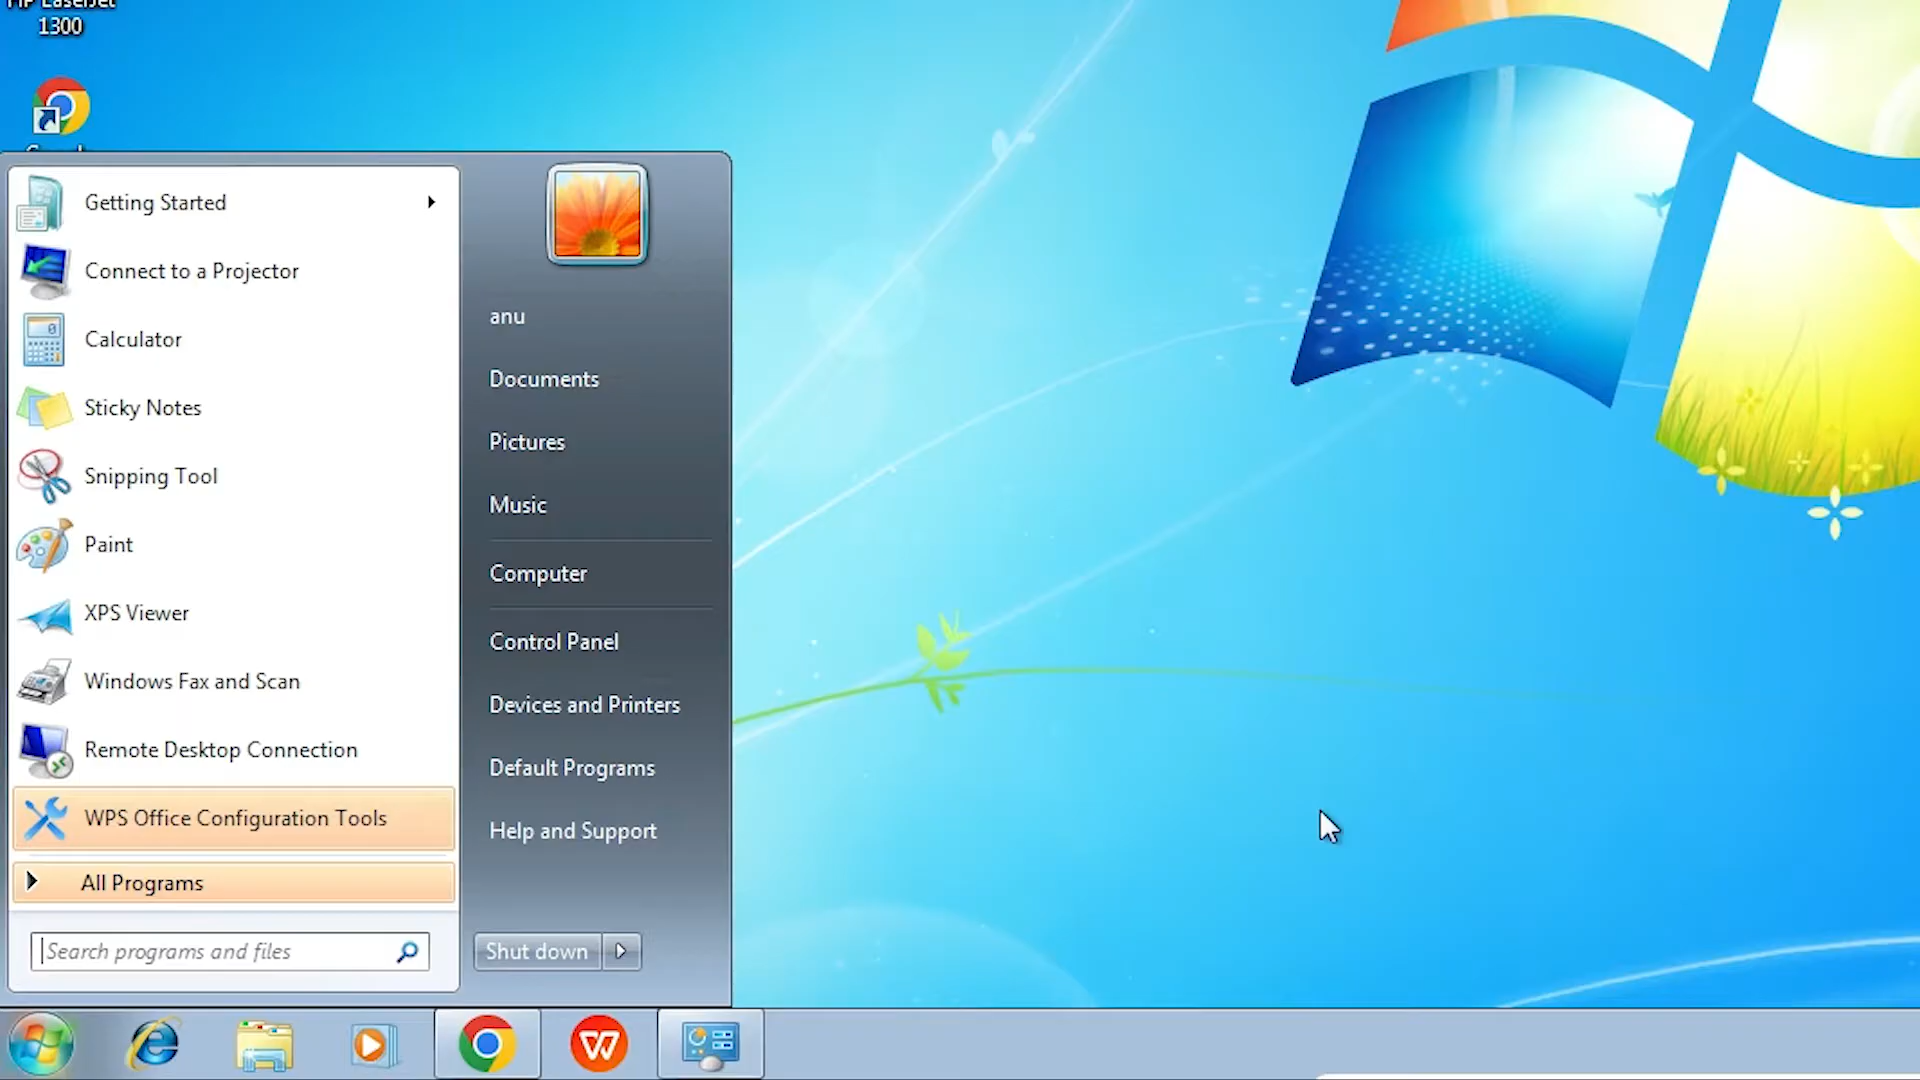 HP LaserJet
1300
Getting Started
Connect to a Projector
Calculator
Sticky Notes
Snipping Tool
Paint
XPS Viewer
Windows Fax and Scan
Remote Desktop Connection
WPS Office Configuration Tools
All Programs
Search programs and files
anu
Documents
Pictures
Music
Computer
Control Panel
Devices and Printers
Default Programs
Help and Support
Shut down